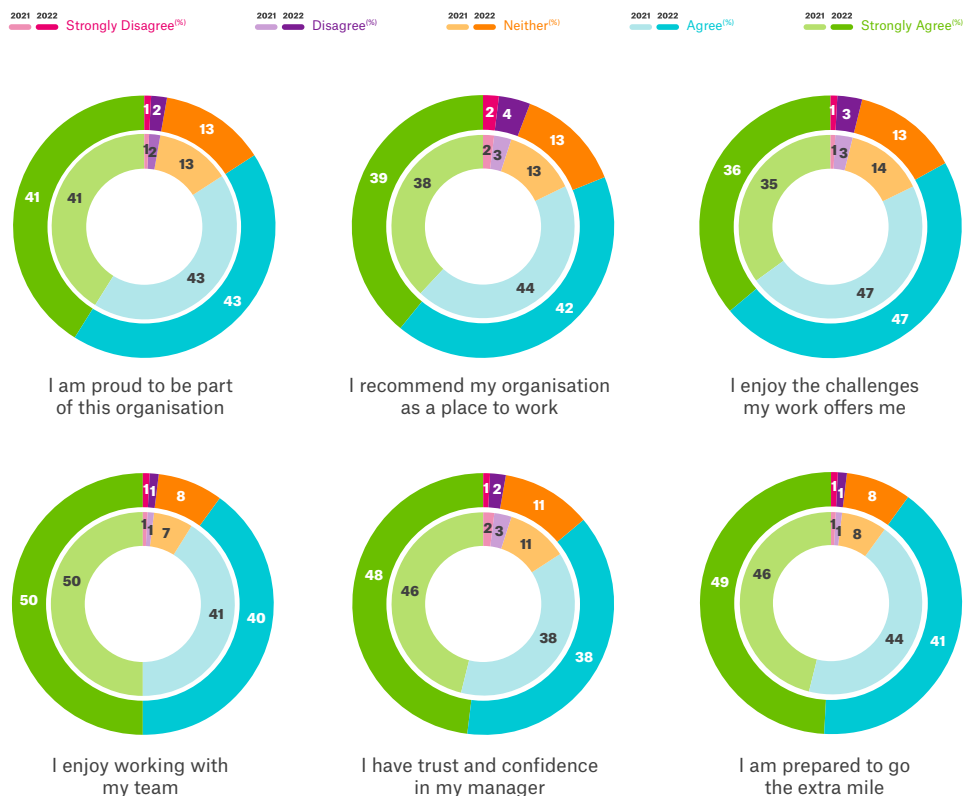 2021 2022 2021 2022 2021 2022 2021 2022 2021 2022
Strongly Disagree(%) Disagree(%) Neither(%) Agree(%) Strongly Agree(%)
1 2 13 43 41
1 2 13 43 41
I am proud to be part
of this organisation
2 4 13 42 39
2 3 13 44 38
I recommend my organisation
as a place to work
1 3 13 47 36
1 3 14 47 35
I enjoy the challenges
my work offers me
1 1 8 40 50
1 1 7 41 50
I enjoy working with
my team
1 2 11 38 48
2 3 11 38 46
I have trust and confidence
in my manager
1 1 8 41 49
1 1 8 44 46
I am prepared to go
the extra mile